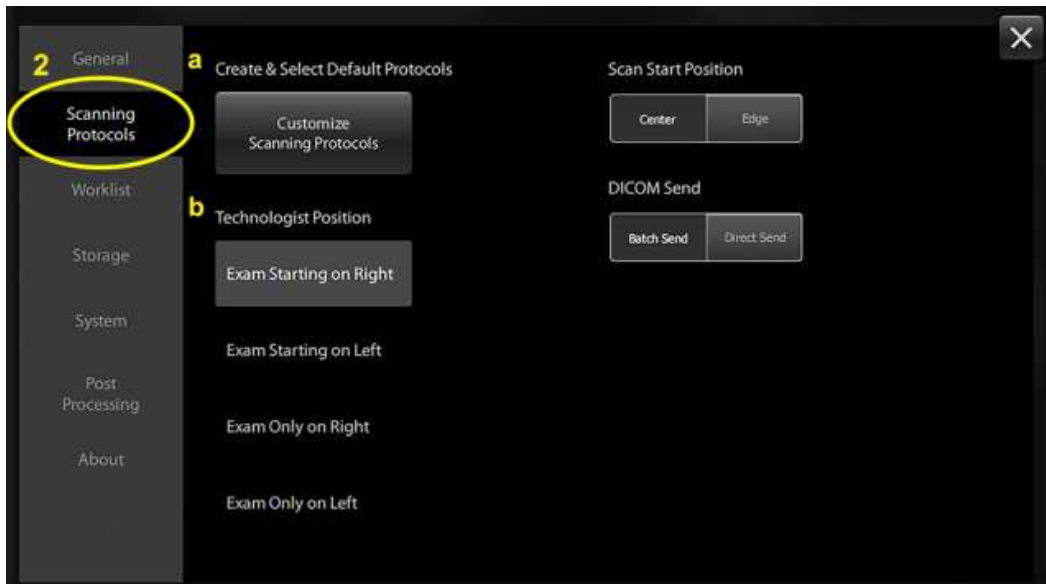 2
General
Scanning
Protocols
Worklist
Storage
System
Post
Processing
About
a
Create & Select Default Protocols
Customize
Scanning Protocols
b
Technologist Position
Exam Starting on Right
Exam Starting on Left
Exam Only on Right
Exam Only on Left
Scan Start Position
Center
Edge
DICOM Send
Batch Send
Direct Send